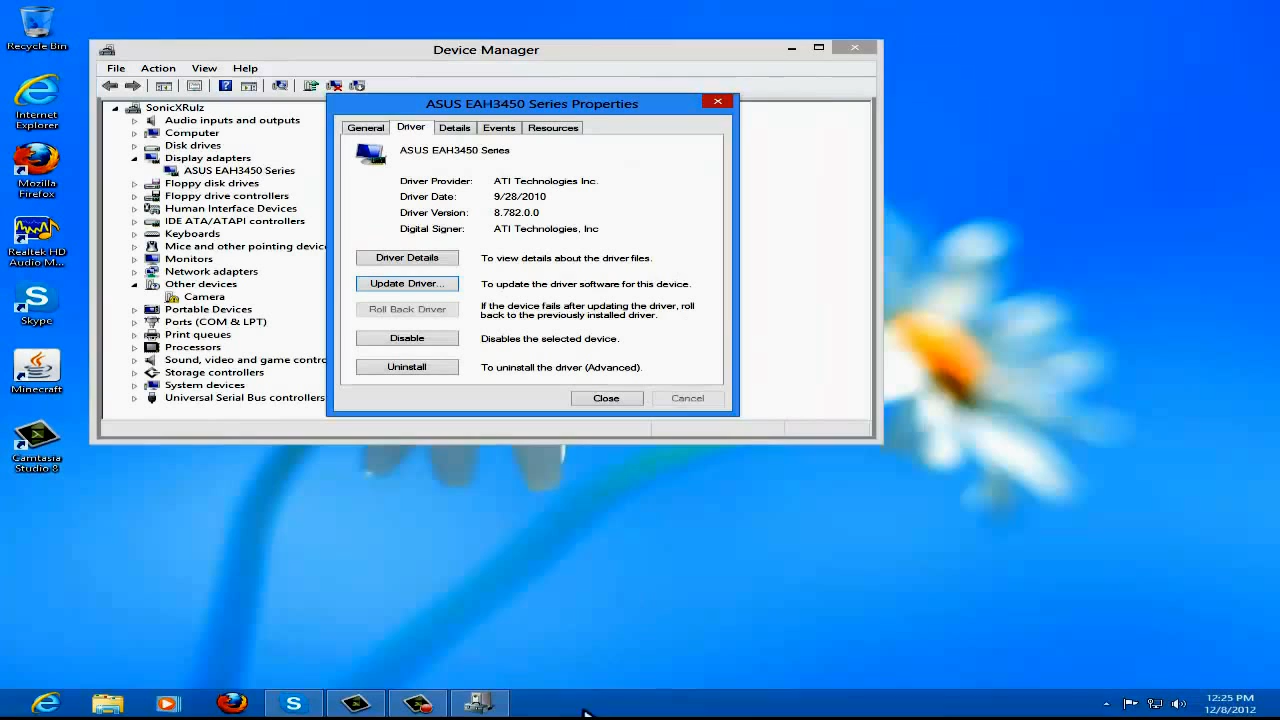 Recycle Bin
Internet
Explorer
Mozilla
Firefox
Realtek HD
Audio M...
Skype
Minecraft
Camtasia
Studio 8
Device Manager
File Action View Help
SonicXRulz
Audio inputs and outputs
Computer
Disk drives
Display adapters
ASUS EAH3450 Series
Floppy disk drives
Floppy drive controllers
Human Interface Devices
IDE ATA/ATAPI controllers
Keyboards
Mice and other pointing device
Monitors
Network adapters
Other devices
Camera
Portable Devices
Ports (COM & LPT)
Print queues
Processors
Sound, video and game contro
Storage controllers
System devices
Universal Serial Bus controllers
ASUS EAH3450 Series Properties
General Driver Details Events Resources
ASUS EAH3450 Series
Driver Provider: ATI Technologies Inc.
Driver Date: 9/28/2010
Driver Version: 8.782.0.0
Digital Signer: ATI Technologies, Inc
Driver Details To view details about the driver files.
Update Driver... To update the driver software for this device.
Roll Back Driver If the device fails after updating the driver, roll
back to the previously installed driver.
Disable Disables the selected device.
Uninstall To uninstall the driver (Advanced).
Close Cancel
12:25 PM
12/8/2012